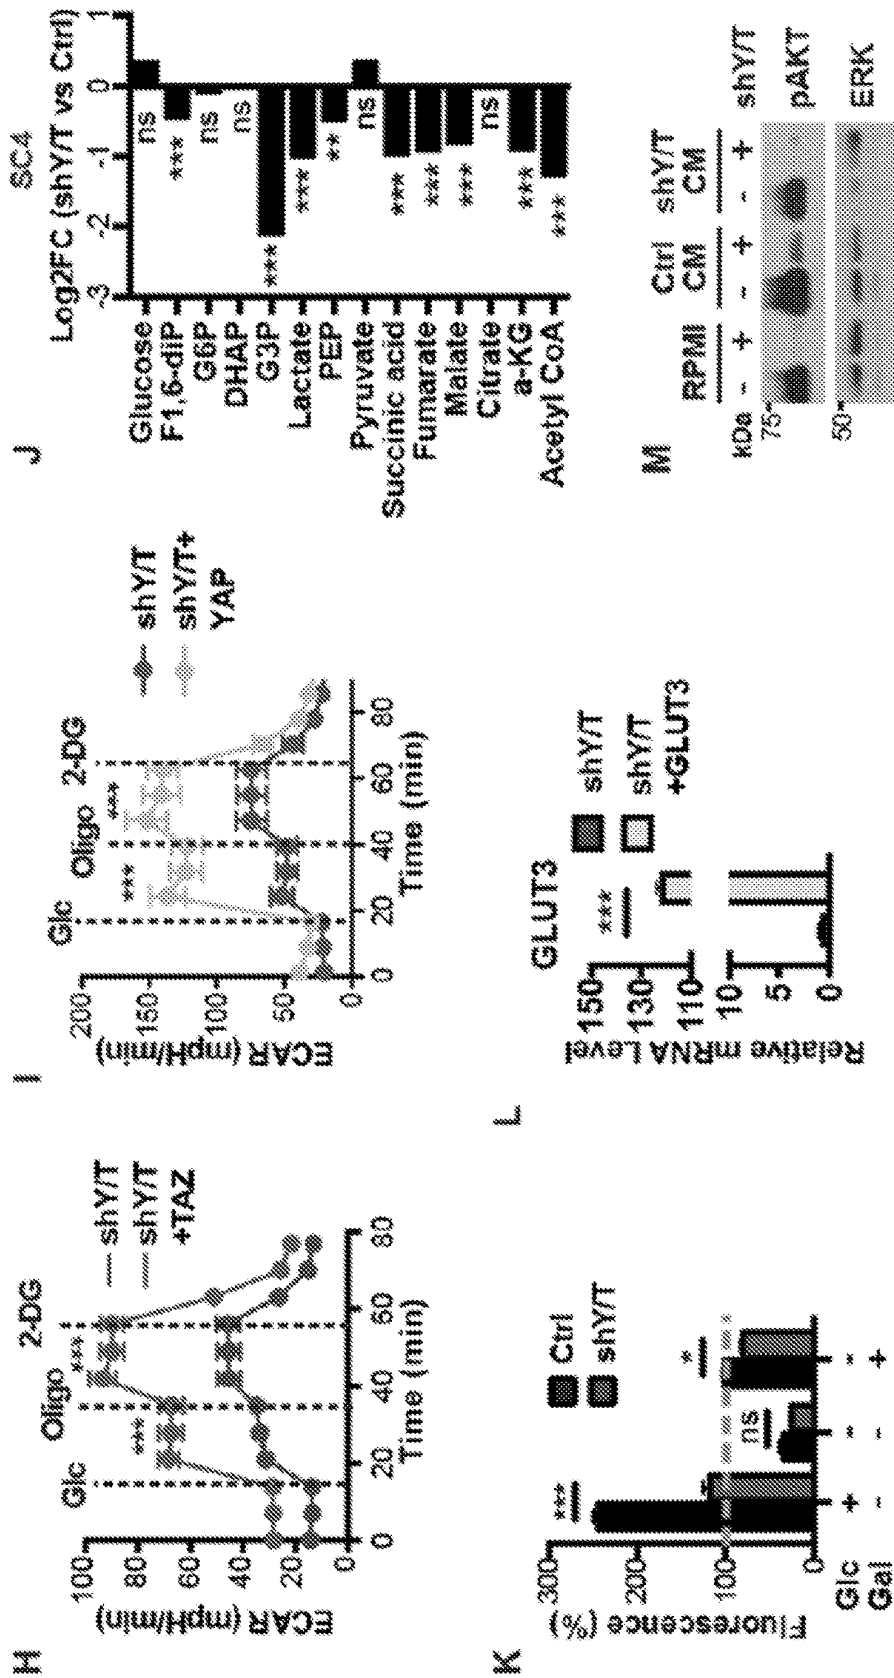 H
ECAR (mpH/min)
100
80
60
40
20
0
Glc
Oligo
2-DG
***
***
0
20
40
60
80
Time (min)
shY/T
shY/T
+TAZ
I
ECAR (mpH/min)
200
150
100
50
0
Glc
Oligo
2-DG
***
***
0
20
40
60
80
Time (min)
shY/T
shY/T+
YAP
J
SC4
Log2FC (shY/T vs Ctrl)
-3
-2
-1
0
1
Glucose
ns
F1,6-diP
***
G6P
ns
DHAP
ns
G3P
***
Lactate
***
PEP
**
Pyruvate
ns
Succinic acid
***
Fumarate
***
Malate
***
Citrate
ns
a-KG
***
Acetyl CoA
***
K
Fluorescence (%)
300
200
100
0
***
ns
*
Ctrl
shY/T
Glc + - -
Gal - - +
L
GLUT3
Relative mRNA Level
150
130
110
10
5
0
***
shY/T
shY/T
+GLUT3
M
RPMI
Ctrl
CM
shY/T
CM
kDa - + - + - + shY/T
75- pAKT
50- ERK